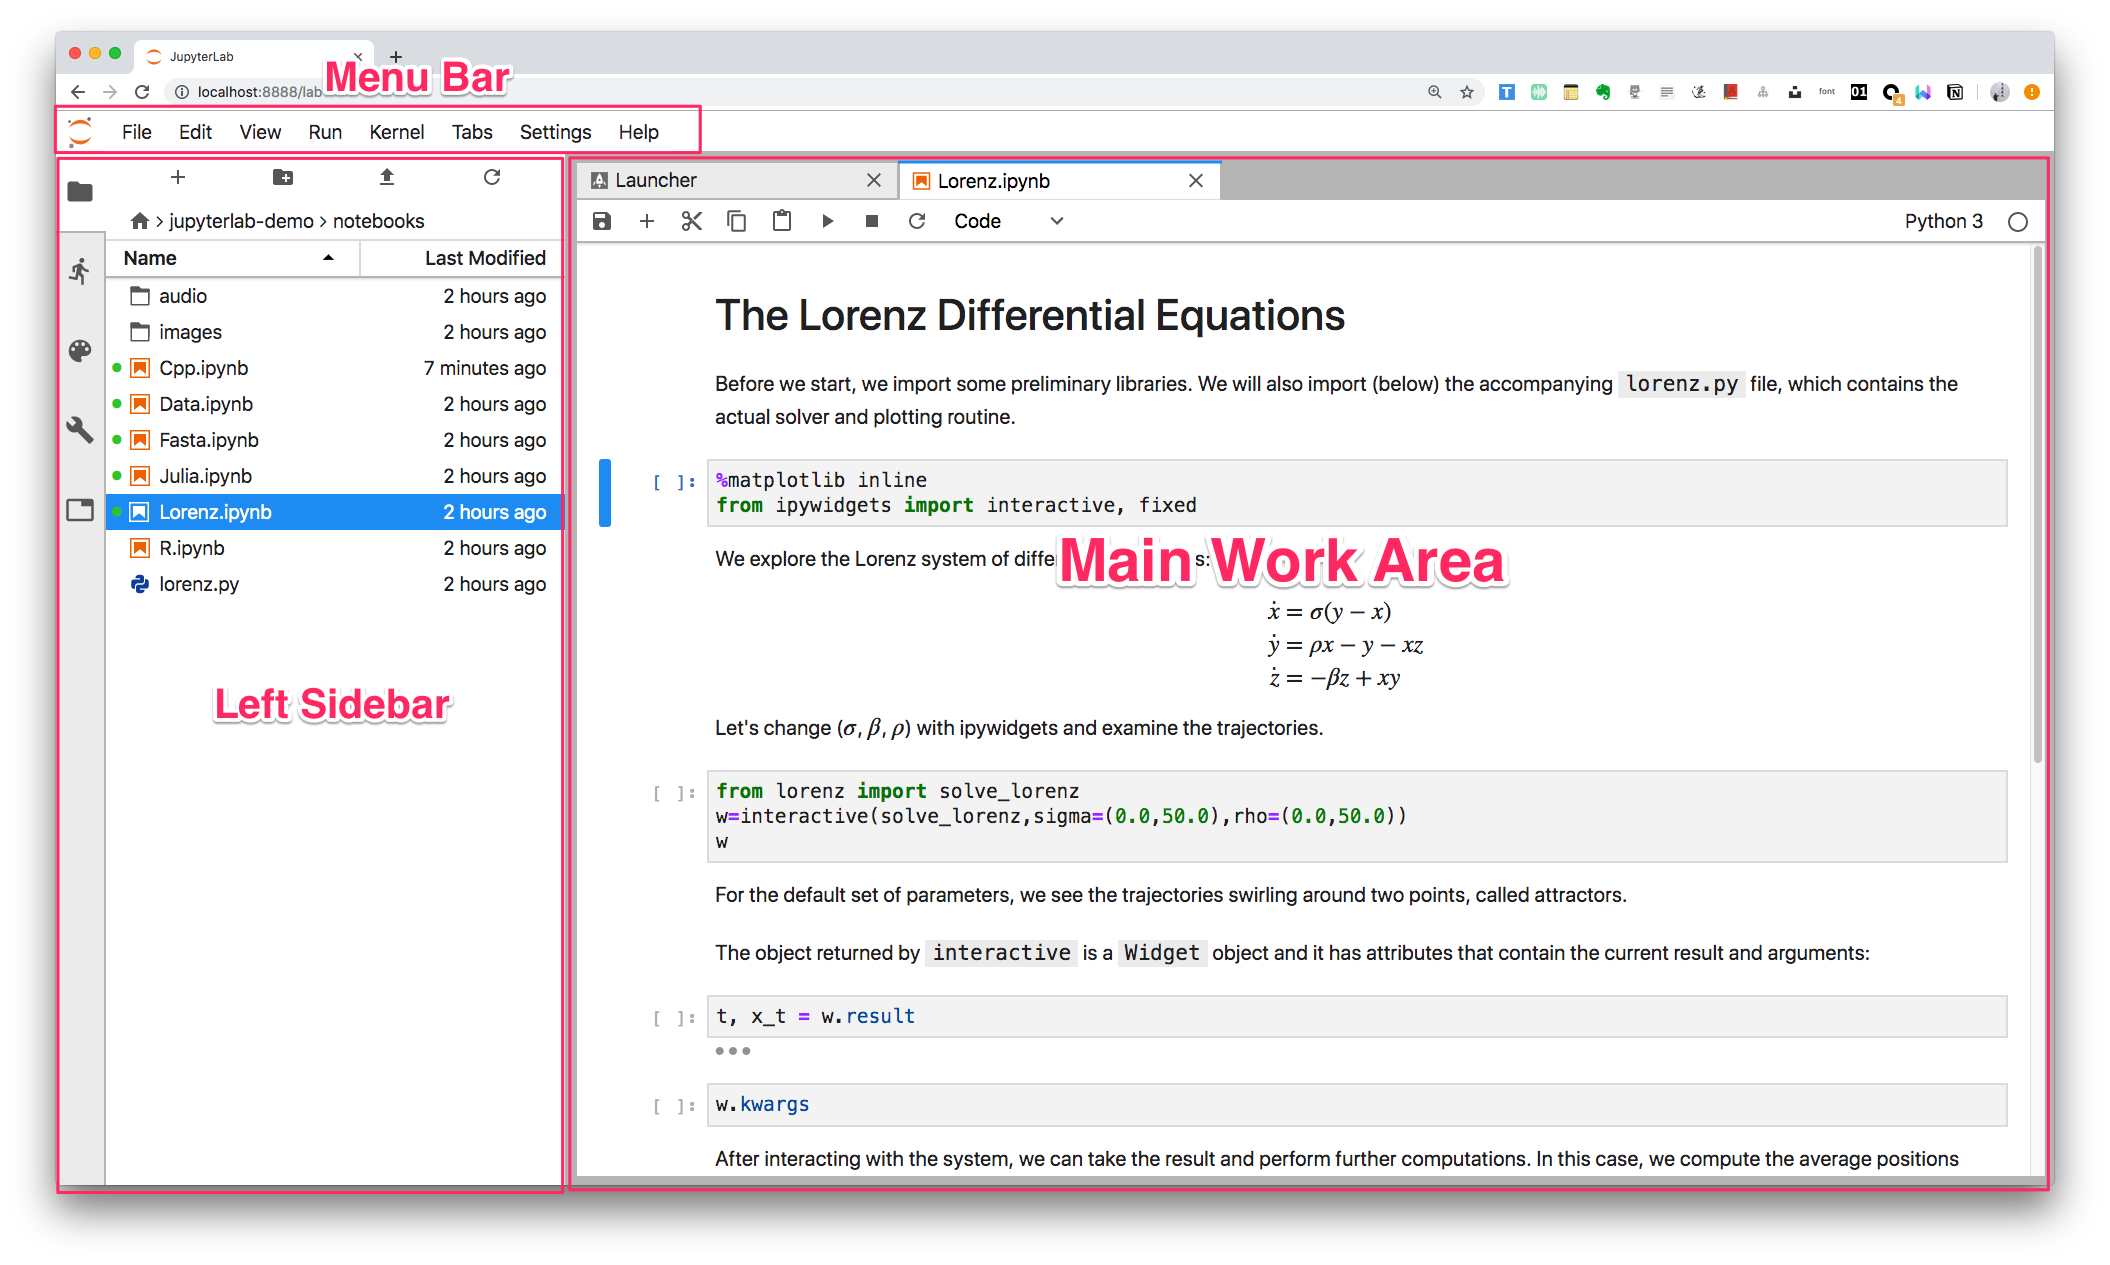 JupyterLab
localhost:8888/lab
Menu Bar
font
01
4
File Edit View Run Kernel Tabs Settings Help
jupyterlab-demo > notebooks
Name Last Modified
audio 2 hours ago
images 2 hours ago
Cpp.ipynb 7 minutes ago
Data.ipynb 2 hours ago
Fasta.ipynb 2 hours ago
Julia.ipynb 2 hours ago
Lorenz.ipynb 2 hours ago
R.ipynb 2 hours ago
lorenz.py 2 hours ago
Left Sidebar
Launcher Lorenz.ipynb
Code Python 3
The Lorenz Differential Equations
Before we start, we import some preliminary libraries. We will also import (below) the accompanying lorenz.py file, which contains the
actual solver and plotting routine.
[ ]: %matplotlib inline
from ipywidgets import interactive, fixed
We explore the Lorenz system of diffe s:
Main Work Area
ẋ = σ(y − x)
ẏ = ρx − y − xz
ż = −βz + xy
Let's change (σ, β, ρ) with ipywidgets and examine the trajectories.
[ ]: from lorenz import solve_lorenz
w=interactive(solve_lorenz,sigma=(0.0,50.0),rho=(0.0,50.0))
w
For the default set of parameters, we see the trajectories swirling around two points, called attractors.
The object returned by interactive is a Widget object and it has attributes that contain the current result and arguments:
[ ]: t, x_t = w.result
[ ]: w.kwargs
After interacting with the system, we can take the result and perform further computations. In this case, we compute the average positions